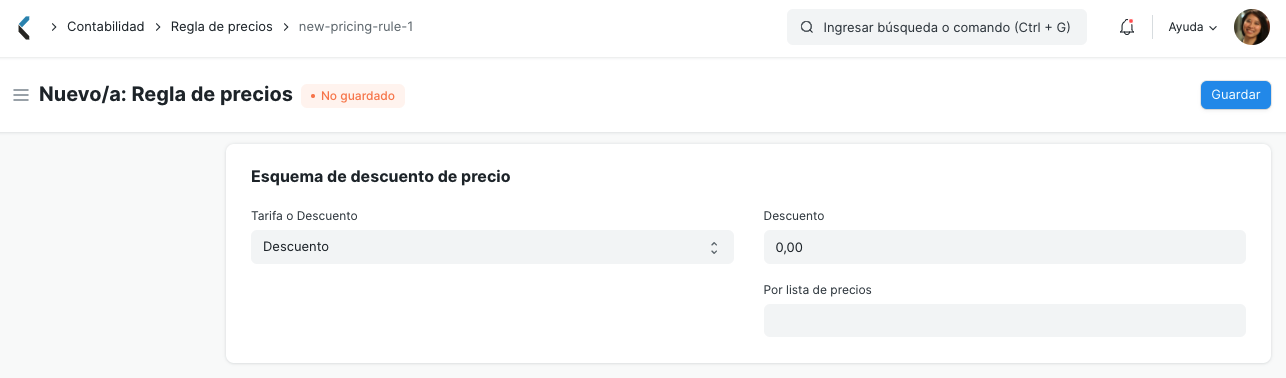 Contabilidad
Regla de precios
new-pricing-rule-1
Ingresar búsqueda o comando (Ctrl + G)
Ayuda
Nuevo/a: Regla de precios
No guardado
Guardar
Esquema de descuento de precio
Tarifa o Descuento
Descuento
Descuento
0,00
Por lista de precios